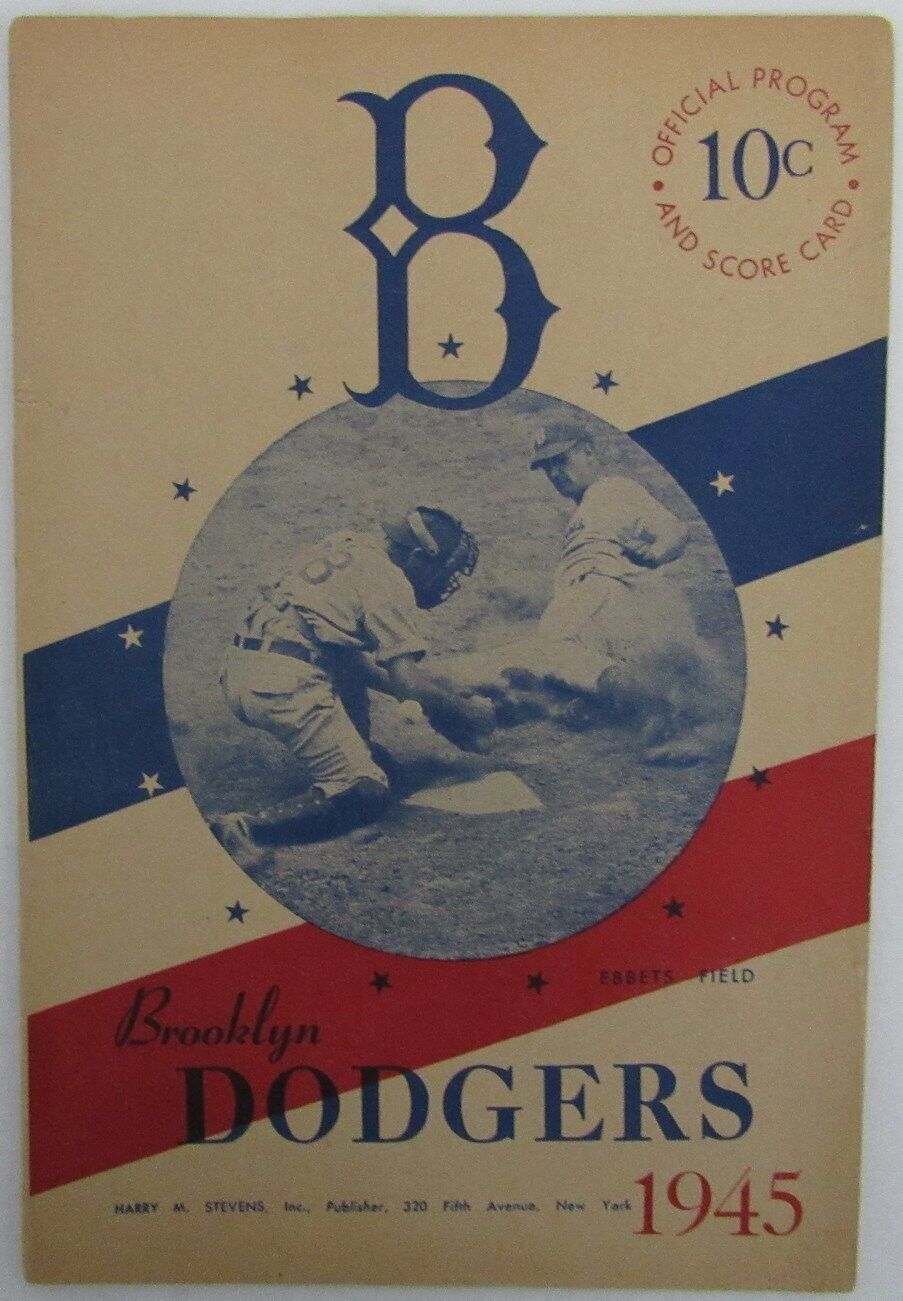 B
OFFICIAL PROGRAM
10c
AND SCORE CARD
8
EBBETS FIELD
Brooklyn
DODGERS
1945
HARRY M. STEVENS, Inc., Publisher, 320 Fifth Avenue, New York